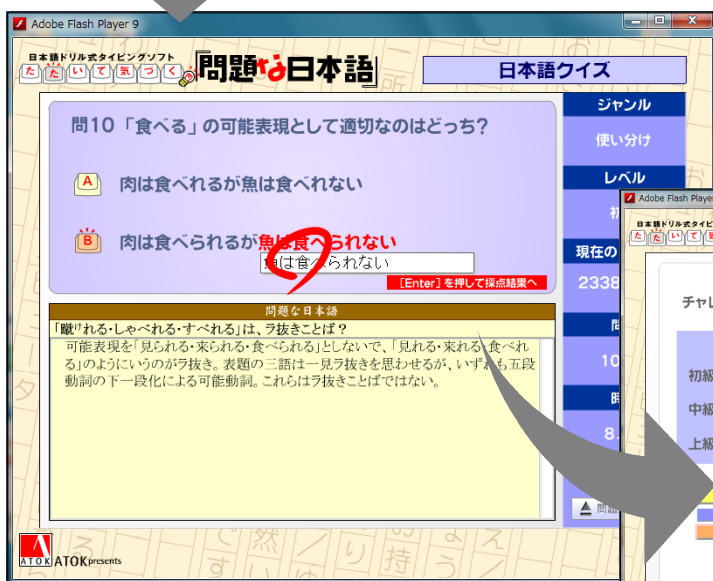 Adobe Flash Player 9
日本語ドリル式タイピングソフト
たたいて気づく
問題な日本語
日本語クイズ
問10「食べる」の可能表現として適切なのはどっち?
A 肉は食べれるが魚は食べれない
B 肉は食べられるが魚は食べられない
魚は食べられない
[Enter]を押して採点結果へ
問題な日本語
「蹴けれる・しゃべれる・すべれる」は、ラ抜きことば?
可能表現を「見られる・来られる・食べられる」としないで、「見れる・来れる・食べれ
る」のようにいうのがラ抜き。表題の三語は一見ラ抜きを思わせるが、いずれも五段
動詞の下一段化による可能動詞。これらはラ抜きことばではない。
ジャンル
使い分け
レベル
初
現在の
2338
問
10
時
8.
問題
ATOK
ATOK presents
Adobe Flash Player
日本語ドリル式タイピ
たたいて気
チャレ
初級
中級
上級